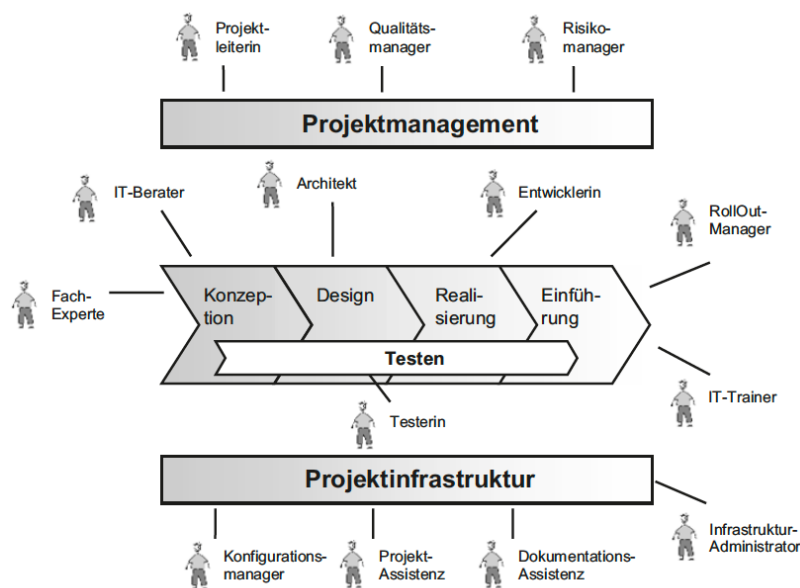 Projekt-
leiterin
Qualitäts-
manager
Risiko-
manager
Projektmanagement
IT-Berater
Architekt
Entwicklerin
RollOut-
Manager
Fach-
Experte
Konzep-
tion
Design
Reali-
sierung
Einfüh-
rung
Testen
IT-Trainer
Testerin
Projektinfrastruktur
Infrastruktur-
Administrator
Konfigurations-
manager
Projekt-
Assistenz
Dokumentations-
Assistenz